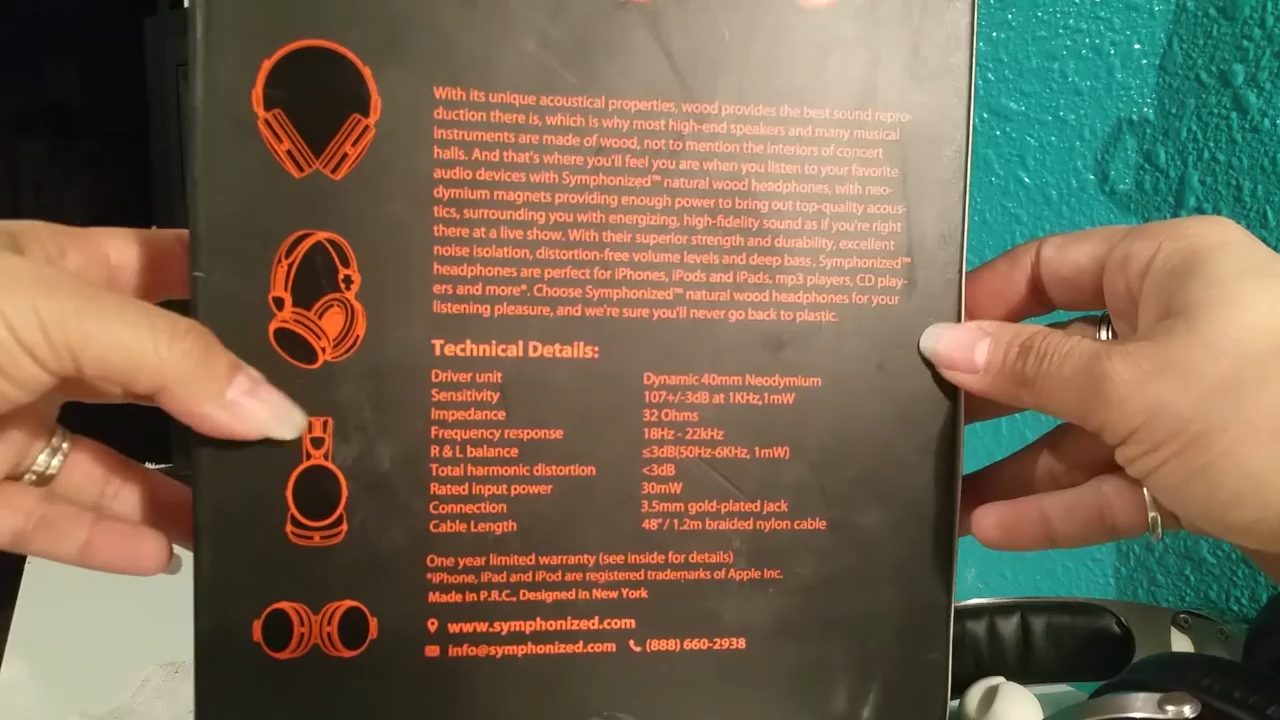 With its unique acoustical properties, wood provides the best sound repro-
duction there is, which is why most high-end speakers and many musical
instruments are made of wood, not to mention the interiors of concert
halls. And that's where you'll feel you are when you listen to your favorite
audio devices with Symphonized™ natural wood headphones, with neo-
dymium magnets providing enough power to bring out top-quality acous-
tics, surrounding you with energizing, high-fidelity sound as if you're right
there at a live show. With their superior strength and durability, excellent
noise isolation, distortion-free volume levels and deep bass, Symphonized™
headphones are perfect for iPhones, iPods and iPads, mp3 players, CD play-
ers and more*. Choose Symphonized™ natural wood headphones for your
listening pleasure, and we're sure you'll never go back to plastic.
Technical Details:
Driver unit Dynamic 40mm Neodymium
Sensitivity 107+/-3dB at 1KHz,1mW
Impedance 32 Ohms
Frequency response 18Hz - 22kHz
R & L balance ≤3dB(50Hz-6KHz, 1mW)
Total harmonic distortion <3dB
Rated input power 30mW
Connection 3.5mm gold-plated jack
Cable Length 48"/ 1.2m braided nylon cable
One year limited warranty (see inside for details)
*iPhone, iPad and iPod are registered trademarks of Apple Inc.
Made in P.R.C., Designed in New York
www.symphonized.com
info@symphonized.com (888) 660-2938